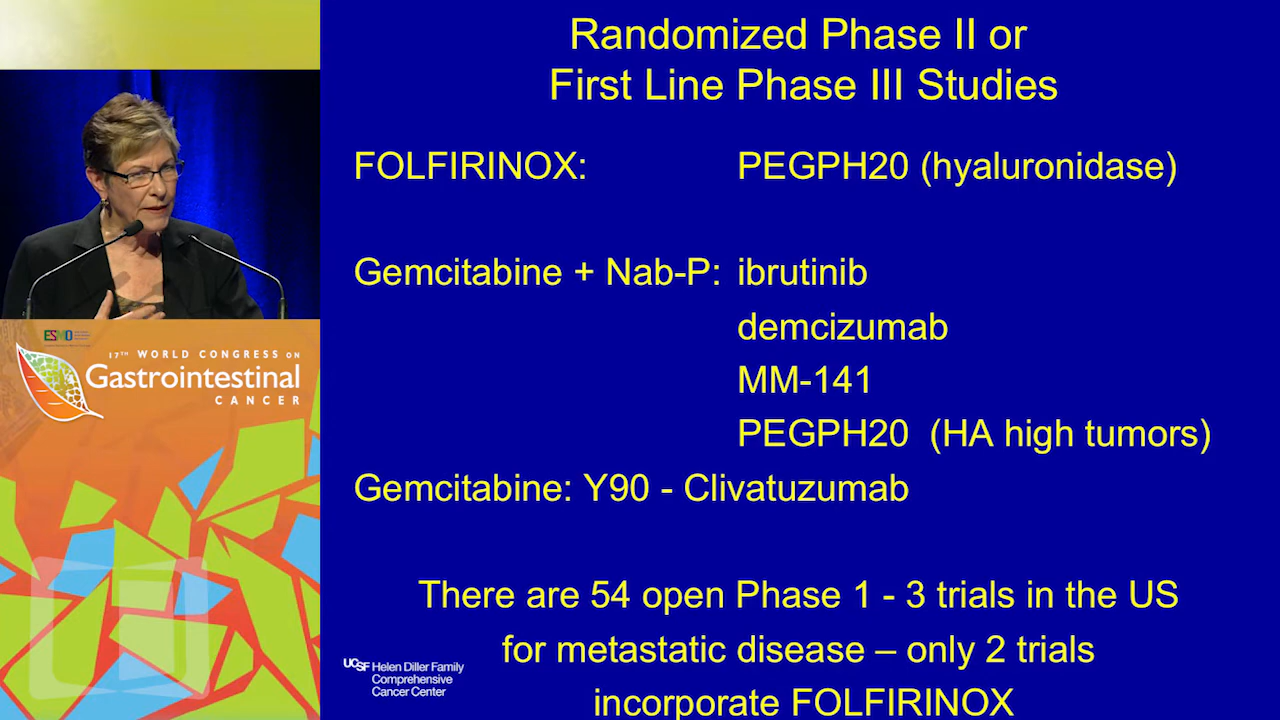 Randomized Phase II or
First Line Phase III Studies
FOLFIRINOX: PEGPH20 (hyaluronidase)
Gemcitabine + Nab-P: ibrutinib
demcizumab
MM-141
PEGPH20 (HA high tumors)
Gemcitabine: Y90 - Clivatuzumab
There are 54 open Phase 1 - 3 trials in the US
for metastatic disease – only 2 trials
incorporate FOLFIRINOX
UCSF Helen Diller Family
Comprehensive
Cancer Center
ESMO
17TH WORLD CONGRESS ON
Gastrointestinal
CANCER